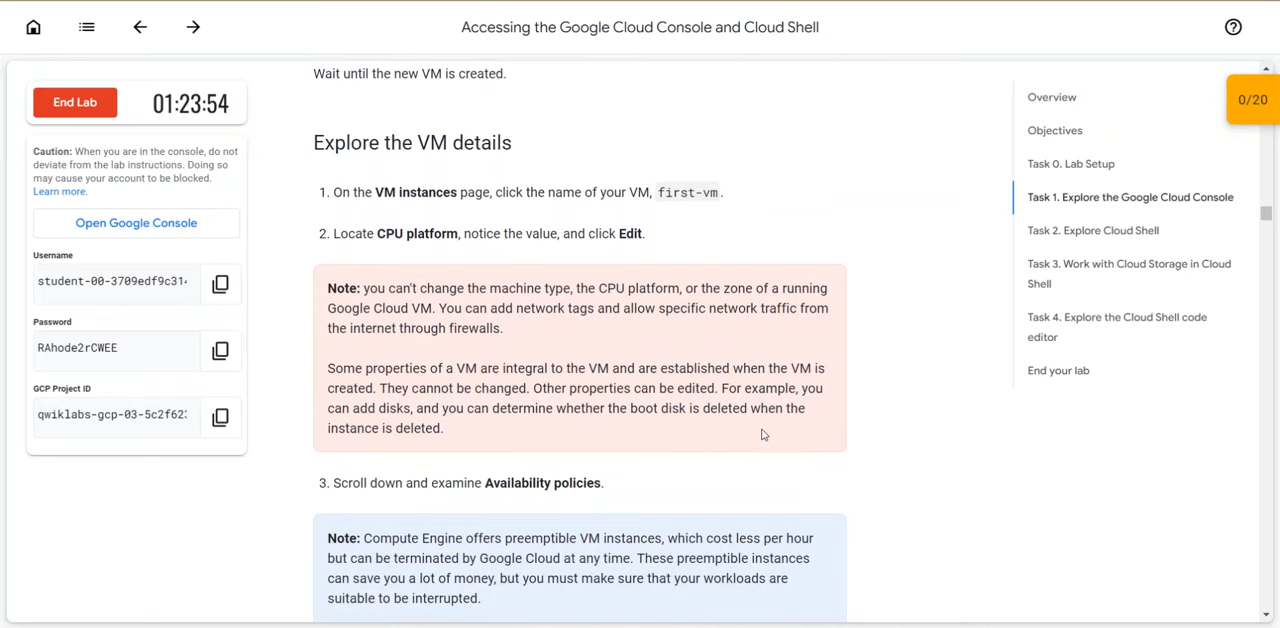 Accessing the Google Cloud Console and Cloud Shell
End Lab
01:23:54
Caution: When you are in the console, do not
deviate from the lab instructions. Doing so
may cause your account to be blocked.
Learn more.
Open Google Console
Username
student-00-3709edf9c314
Password
RAhode2rCWEE
GCP Project ID
qwiklabs-gcp-03-5c2f623
Wait until the new VM is created.
Explore the VM details
1. On the VM instances page, click the name of your VM, first-vm.
2. Locate CPU platform, notice the value, and click Edit.
Note: you can't change the machine type, the CPU platform, or the zone of a running
Google Cloud VM. You can add network tags and allow specific network traffic from
the internet through firewalls.
Some properties of a VM are integral to the VM and are established when the VM is
created. They cannot be changed. Other properties can be edited. For example, you
can add disks, and you can determine whether the boot disk is deleted when the
instance is deleted.
3. Scroll down and examine Availability policies.
Note: Compute Engine offers preemptible VM instances, which cost less per hour
but can be terminated by Google Cloud at any time. These preemptible instances
can save you a lot of money, but you must make sure that your workloads are
suitable to be interrupted.
Overview
Objectives
Task 0. Lab Setup
Task 1. Explore the Google Cloud Console
Task 2. Explore Cloud Shell
Task 3. Work with Cloud Storage in Cloud
Shell
Task 4. Explore the Cloud Shell code
editor
End your lab
0/20